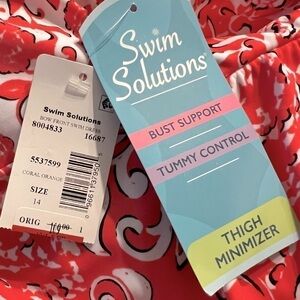 Swim Solutions
BOW FRONT SWIM DRESS
8004833 16687
5537599
CORAL ORANGE
SIZE
14
ORIG 1
Swim
Solutions
BUST SUPPORT
TUMMY CONTROL
THIGH
MINIMIZER